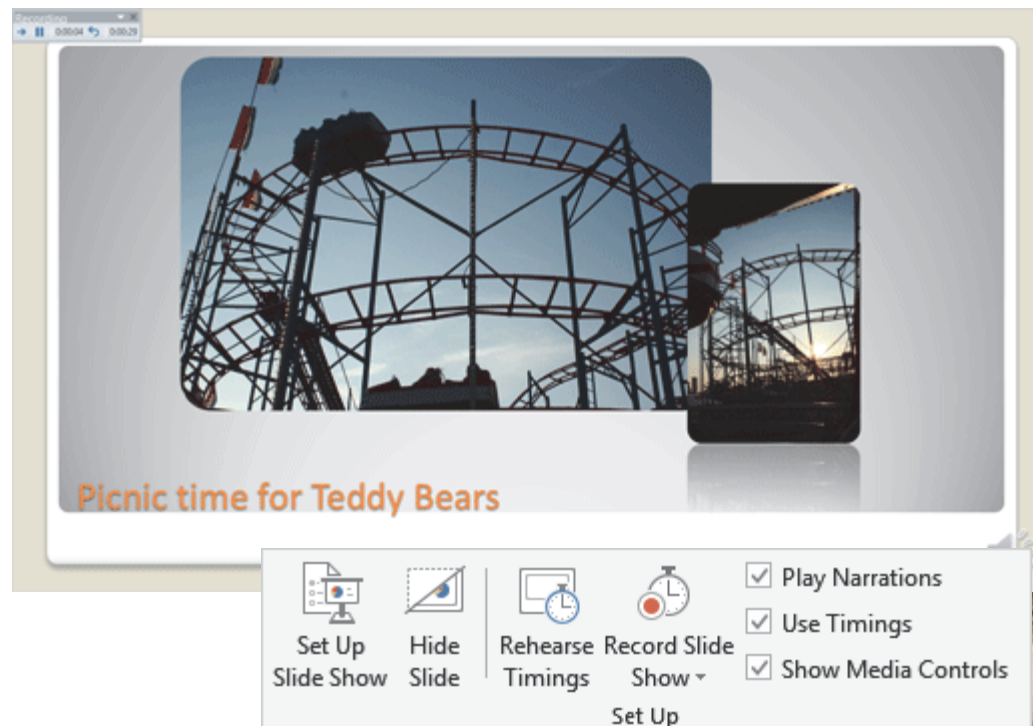 Recording
0:00:04 0:00:29
Picnic time for Teddy Bears
Set Up
Slide Show
Hide
Slide
Rehearse
Timings
Record Slide
Show
Play Narrations
Use Timings
Show Media Controls
Set Up